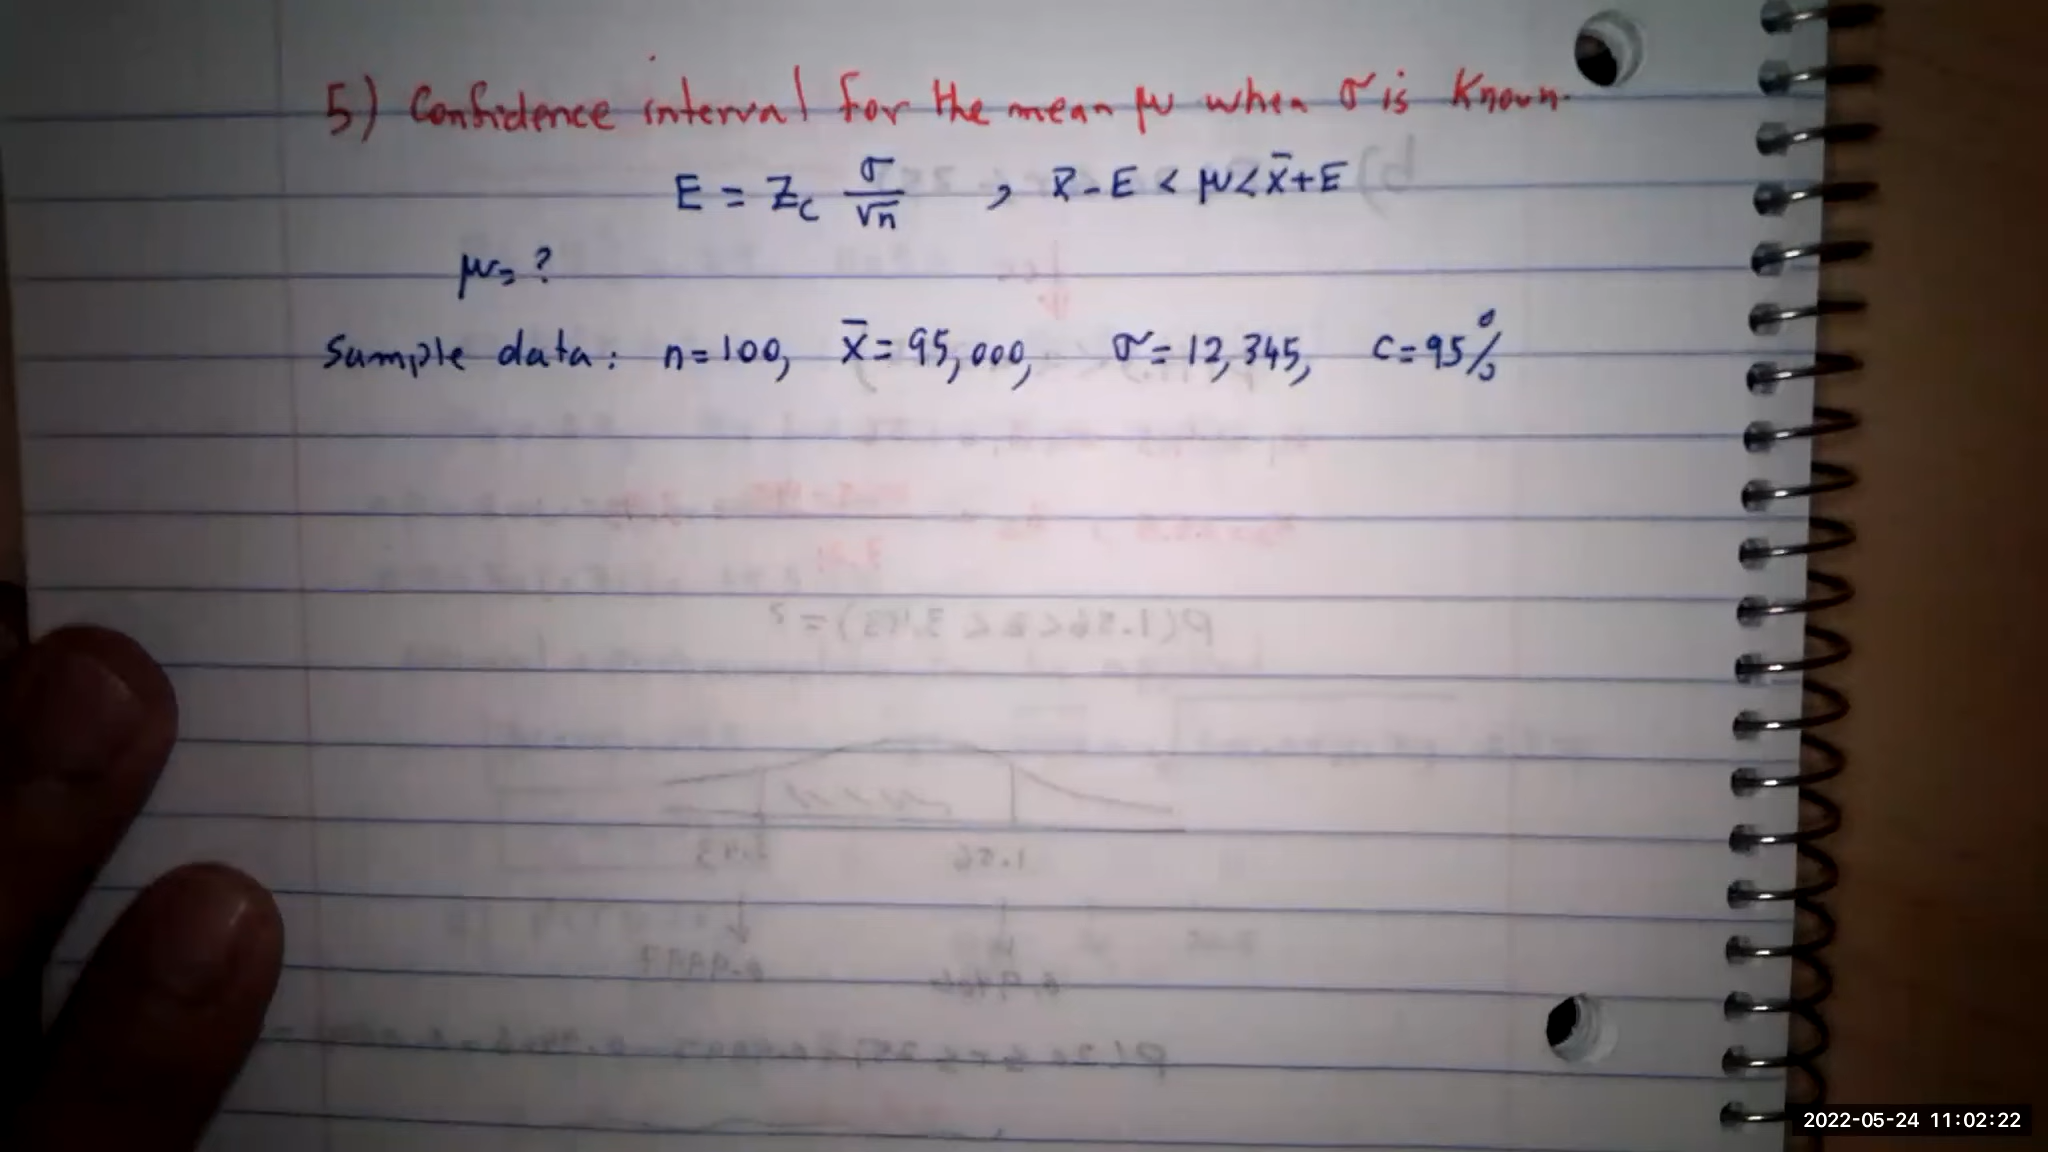 5) Confidence interval for the mean μ when σ is known.
E = Zc σ/√n , x̄ - E < μ < x̄ + E
μ = ?
Sample data: n = 100, x̄ = 95,000, σ = 12,345, c = 95%
2022-05-24 11:02:22